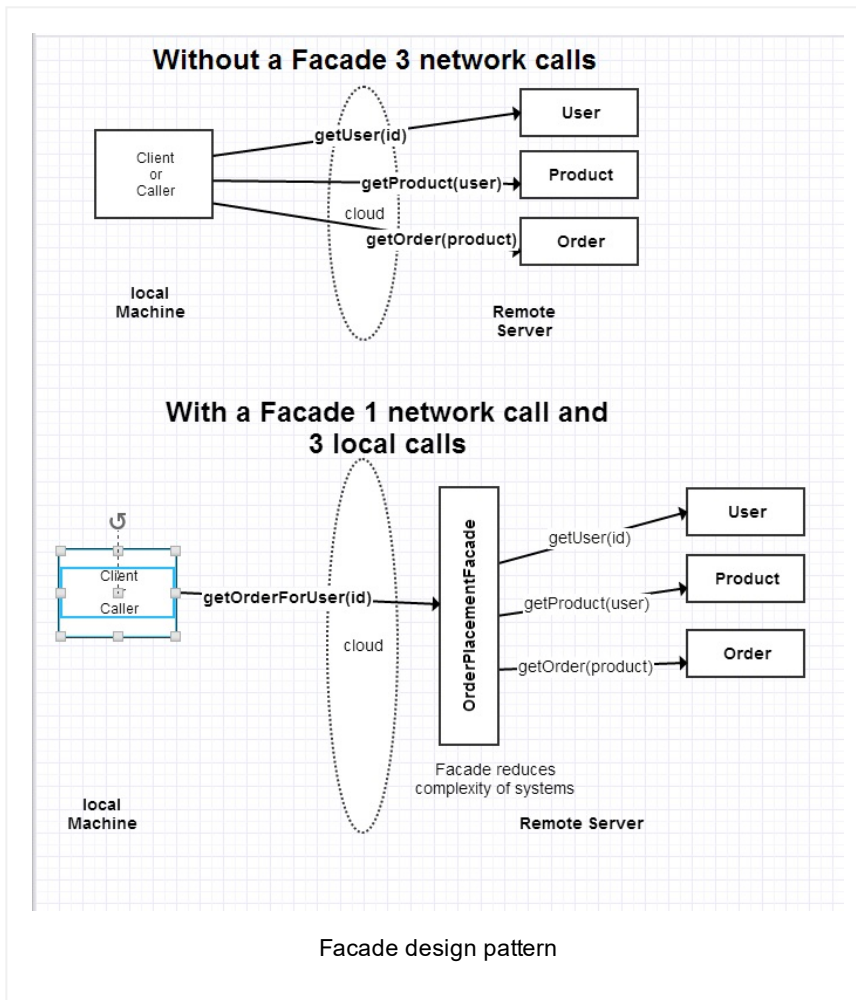 Without a Facade 3 network calls
Client
or
Caller
getUser(id)
getProduct(user)
cloud
getOrder(product)
User
Product
Order
local
Machine
Remote
Server
With a Facade 1 network call and
3 local calls
Client
Caller
getOrderForUser(id)
cloud
OrderPlacementFacade
getUser(id)
getProduct(user)
getOrder(product)
User
Product
Order
Facade reduces
complexity of systems
local
Machine
Remote Server
Facade design pattern